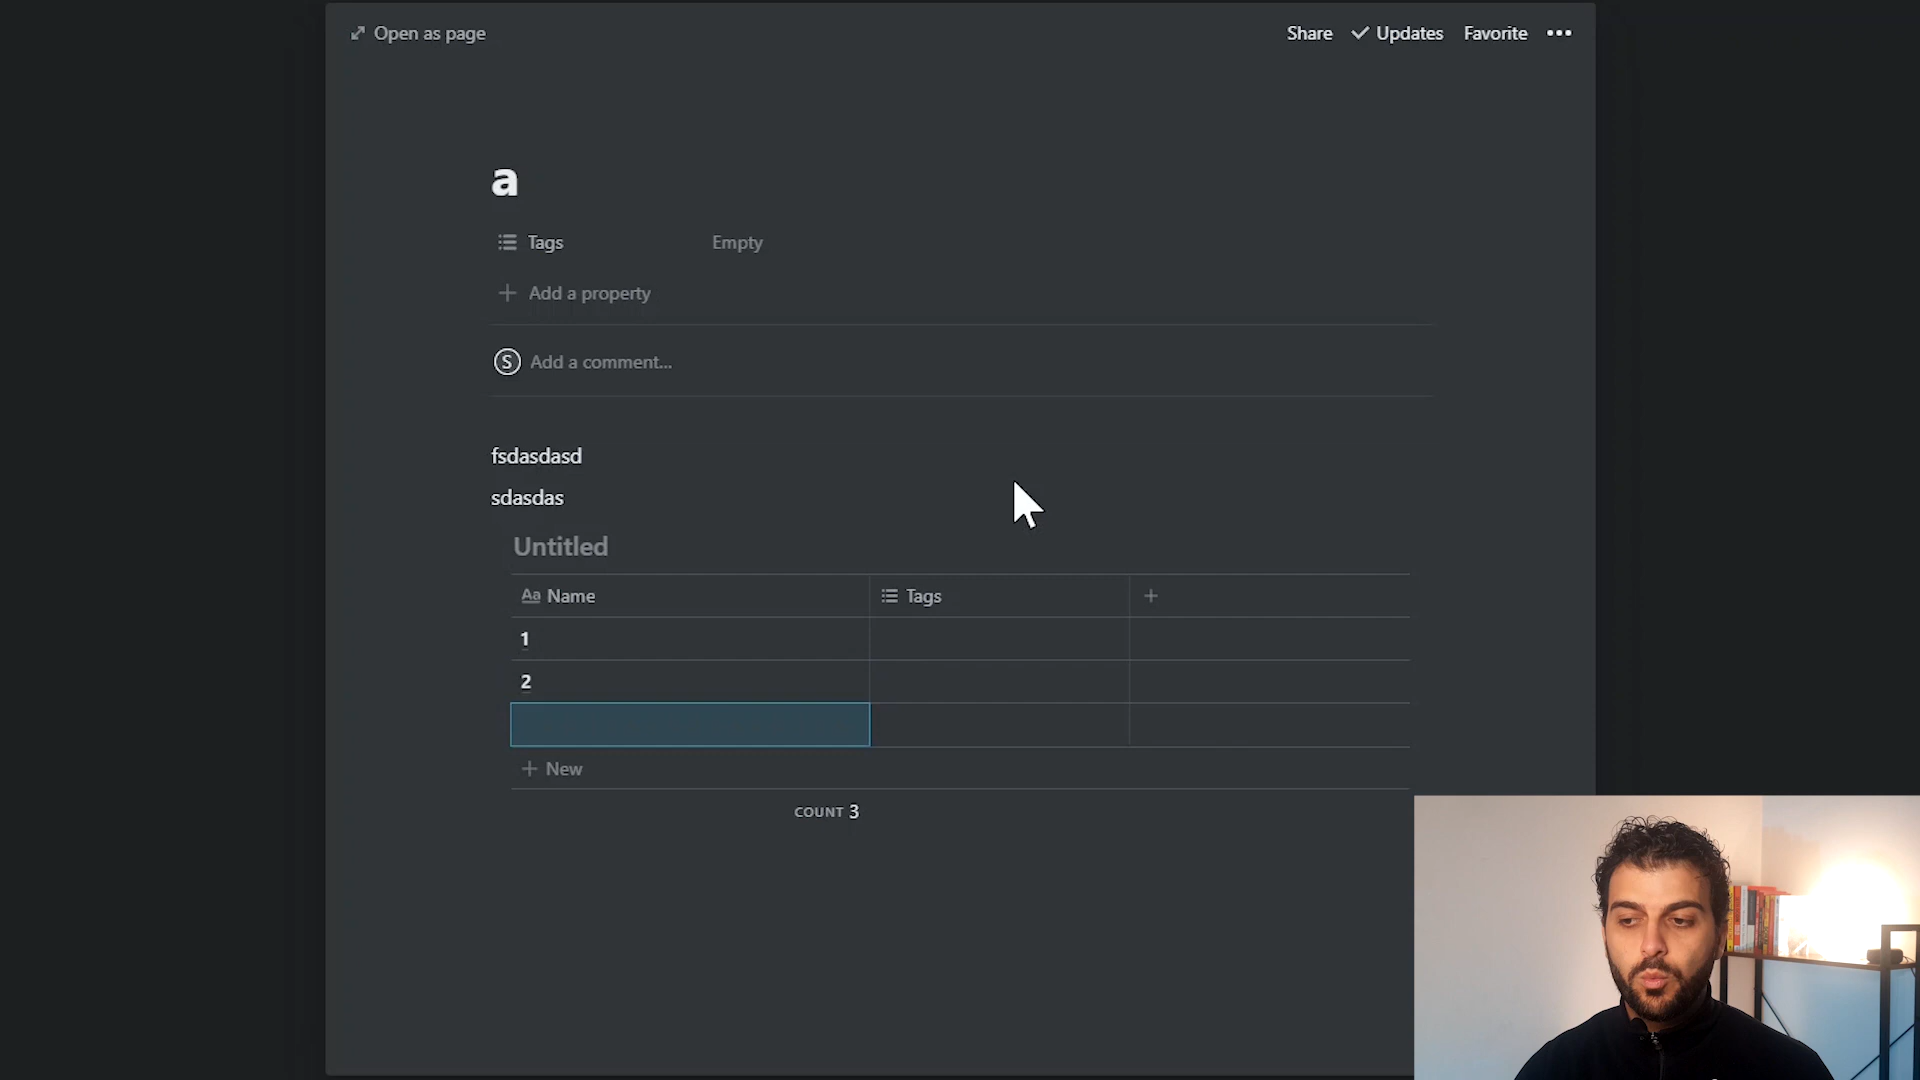 Open as page Share Updates Favorite
a
Tags Empty
Add a property
S Add a comment...
fsdasdasd
sdasdas
Untitled
Aa Name Tags
1
2
New
COUNT 3